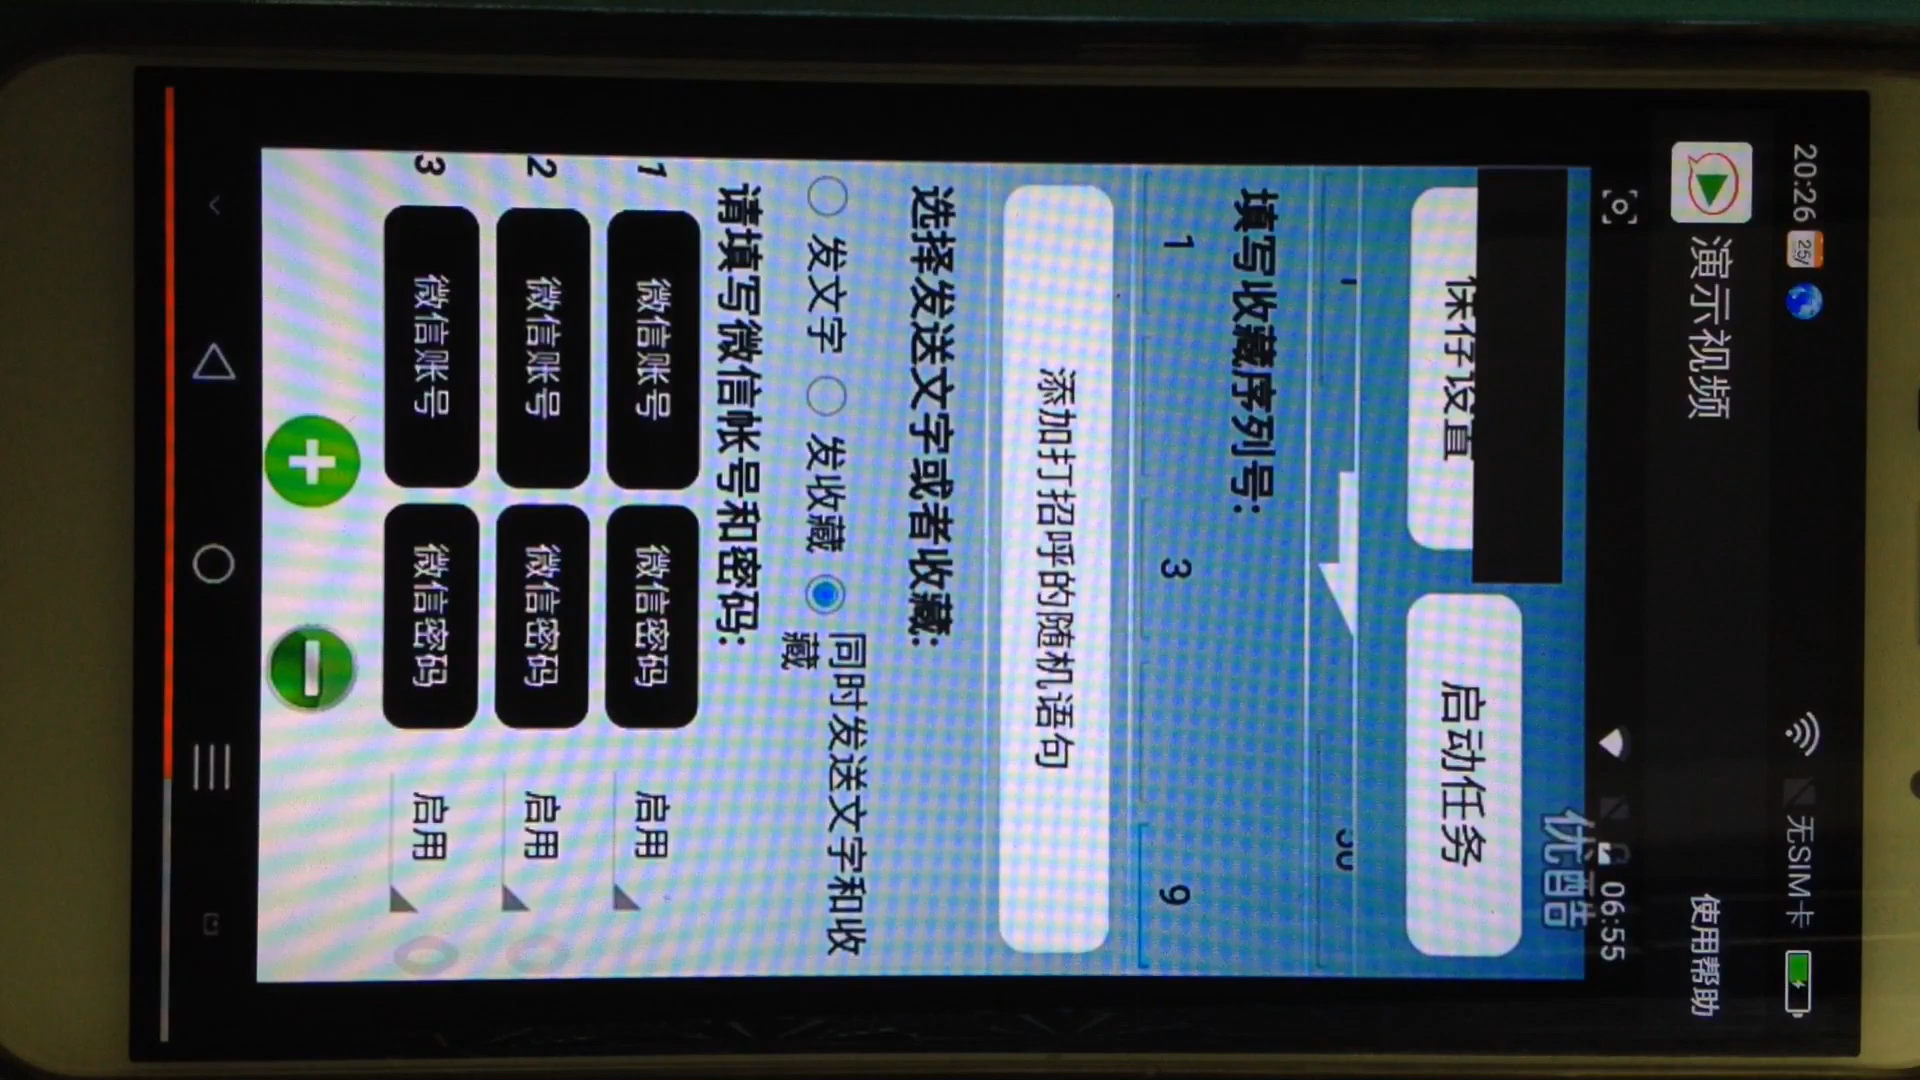 20:26 25/ 无SIM卡
演示视频 使用帮助
06:55
优酷
保存设置 启动任务
填写收藏序列号:
1 3 9
添加打招呼的随机语句
选择发送文字或者收藏:
发文字 发收藏 同时发送文字和收
藏
请填写微信帐号和密码:
1 微信账号 微信密码 启用
2 微信账号 微信密码 启用
3 微信账号 微信密码 启用